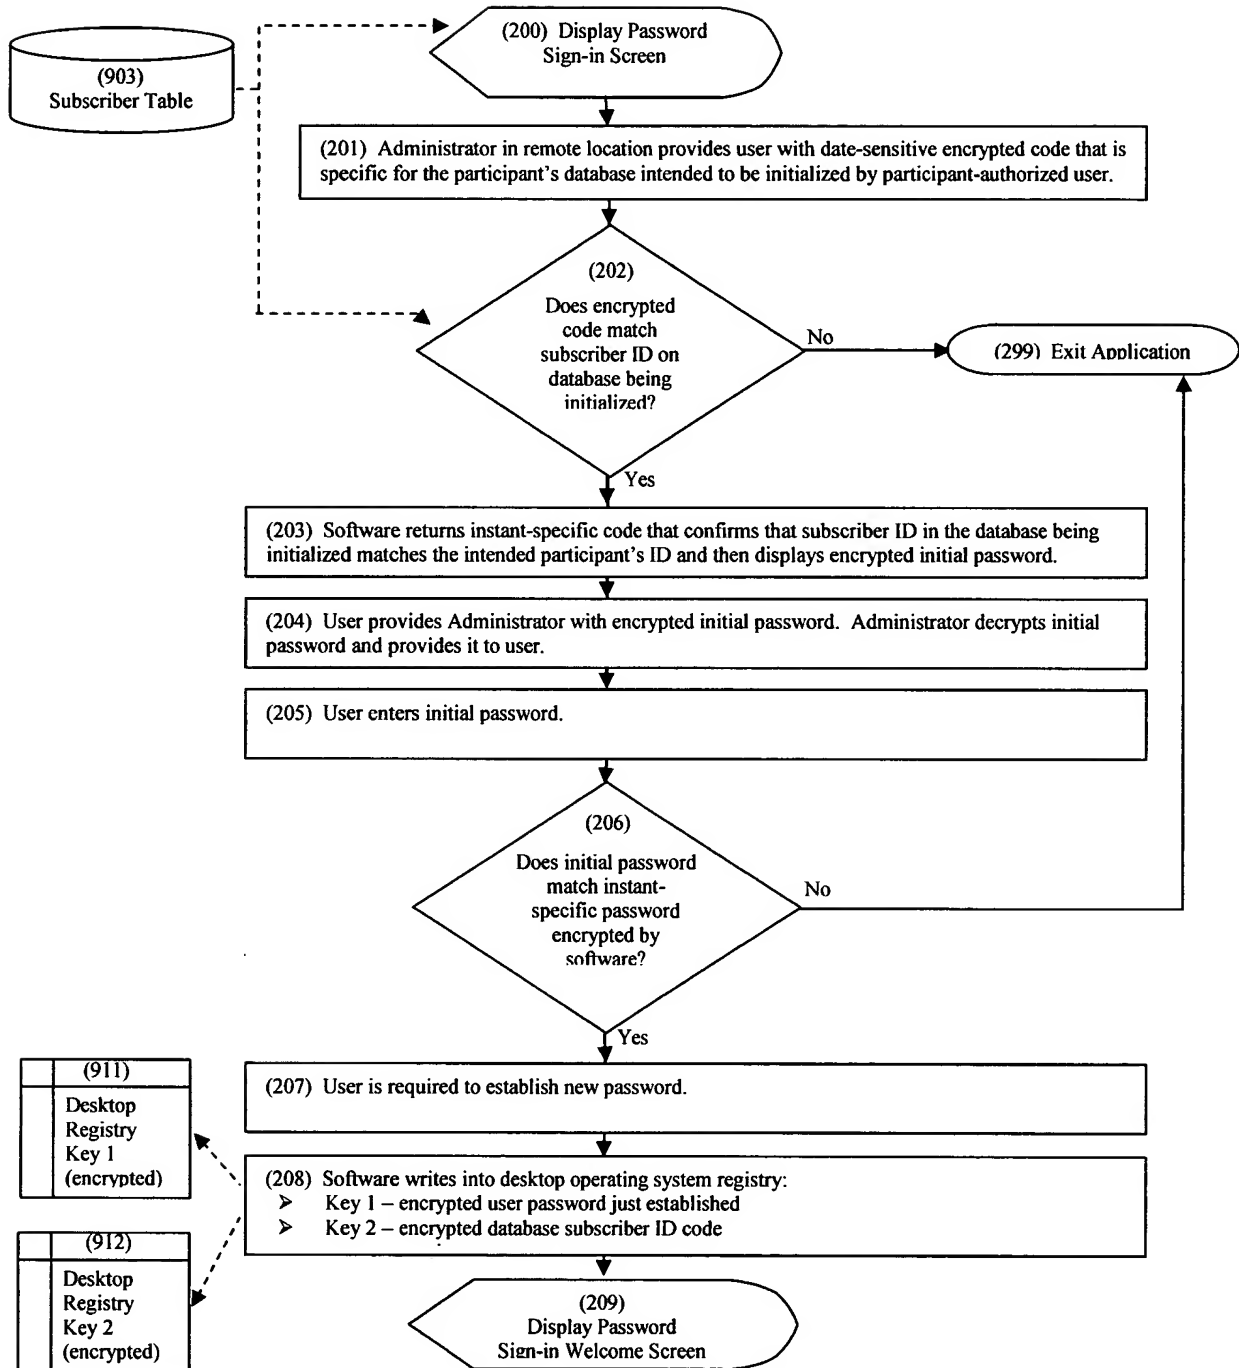 (200) Display Password
Sign-in Screen
(903)
Subscriber Table
(201) Administrator in remote location provides user with date-sensitive encrypted code that is
specific for the participant's database intended to be initialized by participant-authorized user.
(202)
Does encrypted
code match
subscriber ID on
database being
initialized?
No
(299) Exit Application
Yes
(203) Software returns instant-specific code that confirms that subscriber ID in the database being
initialized matches the intended participant's ID and then displays encrypted initial password.
(204) User provides Administrator with encrypted initial password. Administrator decrypts initial
password and provides it to user.
(205) User enters initial password.
(206)
Does initial password
match instant-
specific password
encrypted by
software?
No
Yes
(207) User is required to establish new password.
(911)
Desktop
Registry
Key 1
(encrypted)
(208) Software writes into desktop operating system registry:
➤ Key 1 – encrypted user password just established
➤ Key 2 – encrypted database subscriber ID code
(912)
Desktop
Registry
Key 2
(encrypted)
(209)
Display Password
Sign-in Welcome Screen